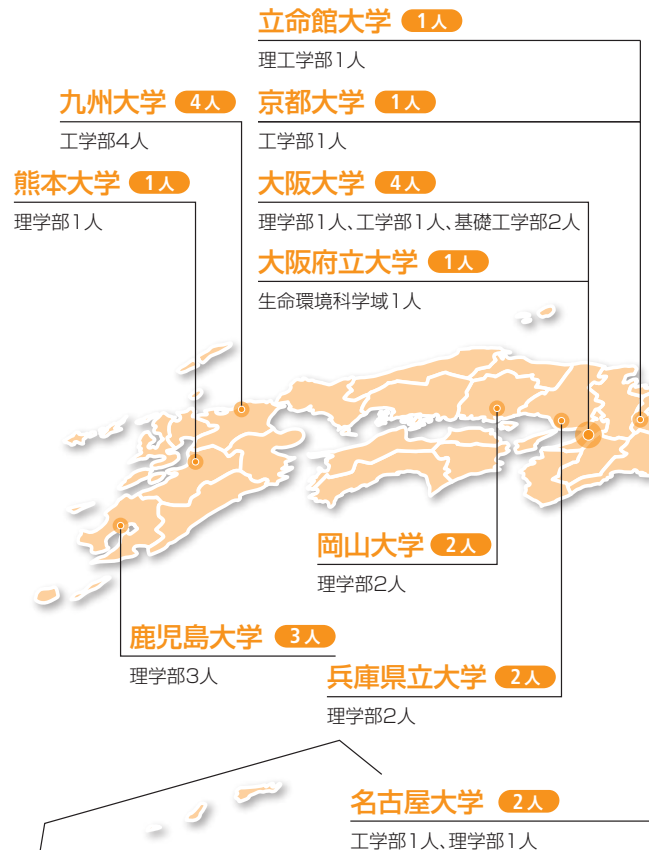 立命館大学 1人
理工学部1人
九州大学 4人
工学部4人
京都大学 1人
工学部1人
熊本大学 1人
理学部1人
大阪大学 4人
理学部1人、工学部1人、基礎工学部2人
大阪府立大学 1人
生命環境科学域1人
岡山大学 2人
理学部2人
鹿児島大学 3人
理学部3人
兵庫県立大学 2人
理学部2人
名古屋大学 2人
工学部1人、理学部1人